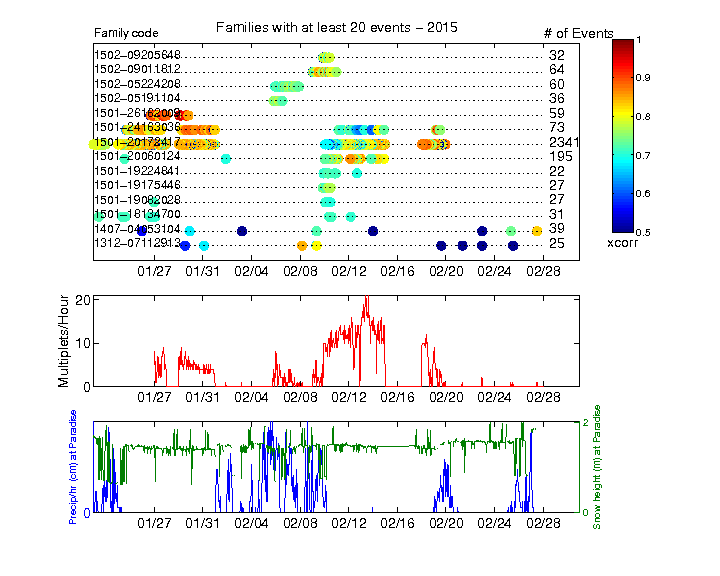 Families with at least 20 events – 2015
Family code
# of Events
1502–09205648 32
1502–09011812 64
1502–05224208 60
1502–05191104 36
59
1501–24163036 73
1501–20172417 2341
1501–20060124 195
1501–19224841 22
1501–19175446 27
1501–19082028 27
1501–18134700 31
1407–04053104 39
1312–07112913 25
01/27 01/31 02/04 02/08 02/12 02/16 02/20 02/24 02/28
1
0.9
0.8
0.7
0.6
0.5
xcorr
Multiplets/Hour
20
10
0
01/27 01/31 02/04 02/08 02/12 02/16 02/20 02/24 02/28
Precip/hr (cm) at Paradise
0
2
0
Snow height (m) at Paradise
01/27 01/31 02/04 02/08 02/12 02/16 02/20 02/24 02/28